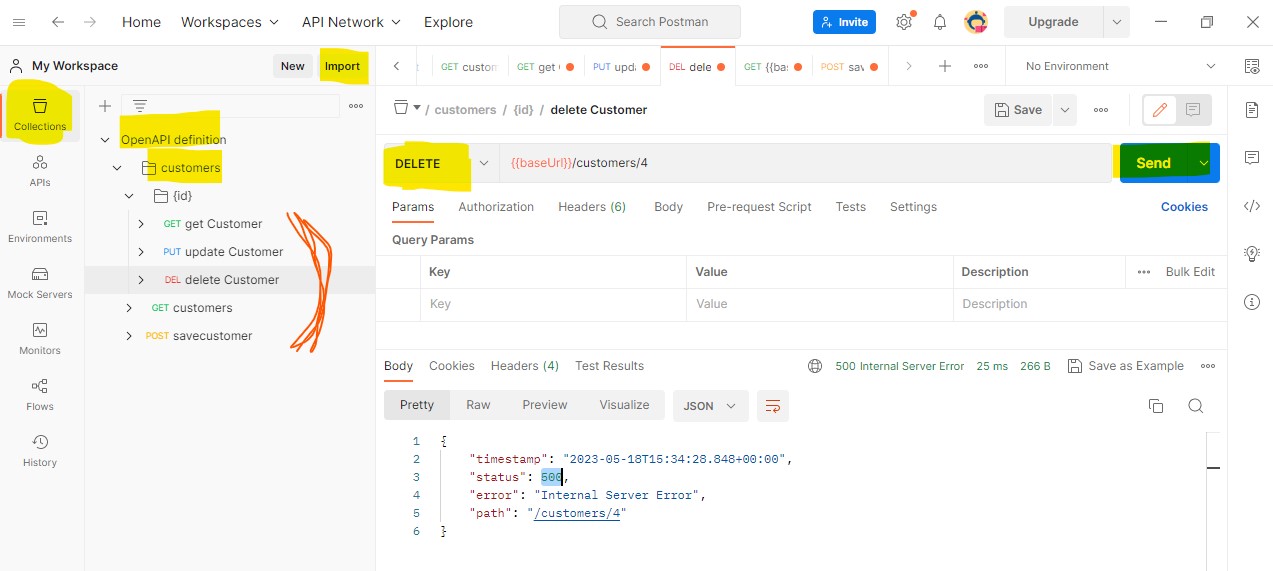 Home Workspaces API Network Explore Search Postman Invite Upgrade
My Workspace New Import GET custom GET get PUT upda DEL dele GET {{bas POST sav No Environment
Collections
APIs
Environments
Mock Servers
Monitors
Flows
History
OpenAPI definition
customers
{id}
GET get Customer
PUT update Customer
DEL delete Customer
GET customers
POST savecustomer
/ customers / {id} / delete Customer Save
DELETE {{baseUrl}}/customers/4 Send
Params Authorization Headers (6) Body Pre-request Script Tests Settings Cookies
Query Params
Key Value Description Bulk Edit
Key Value Description
Body Cookies Headers (4) Test Results 500 Internal Server Error 25 ms 266 B Save as Example
Pretty Raw Preview Visualize JSON
1 {
2 "timestamp": "2023-05-18T15:34:28.848+00:00",
3 "status": 500,
4 "error": "Internal Server Error",
5 "path": "/customers/4"
6 }